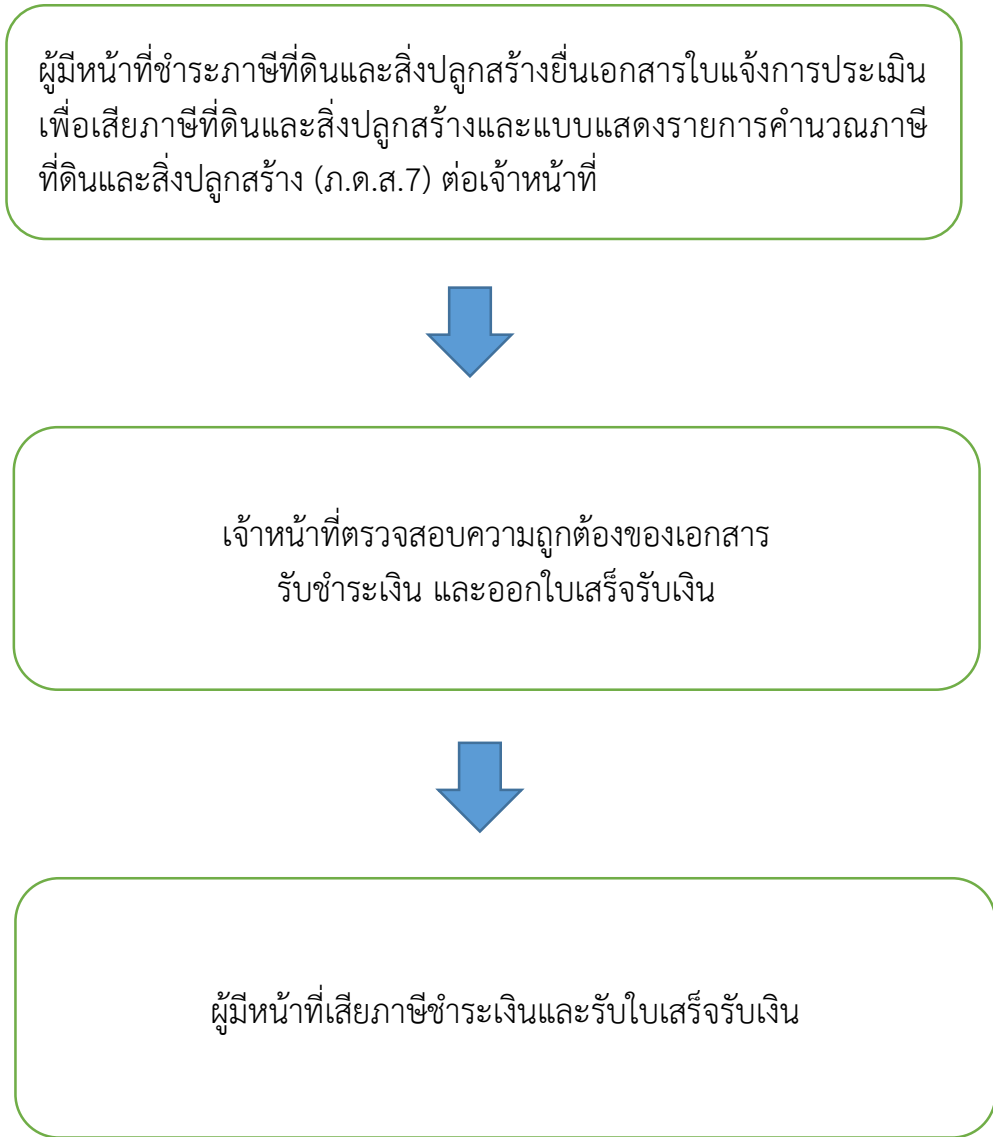 ผู้มีหน้าที่ชำระภาษีที่ดินและสิ่งปลูกสร้างยื่นเอกสารใบแจ้งการประเมิน
เพื่อเสียภาษีที่ดินและสิ่งปลูกสร้างและแบบแสดงรายการคำนวณภาษี
ที่ดินและสิ่งปลูกสร้าง (ภ.ด.ส.7) ต่อเจ้าหน้าที่
เจ้าหน้าที่ตรวจสอบความถูกต้องของเอกสาร
รับชำระเงิน และออกใบเสร็จรับเงิน
ผู้มีหน้าที่เสียภาษีชำระเงินและรับใบเสร็จรับเงิน